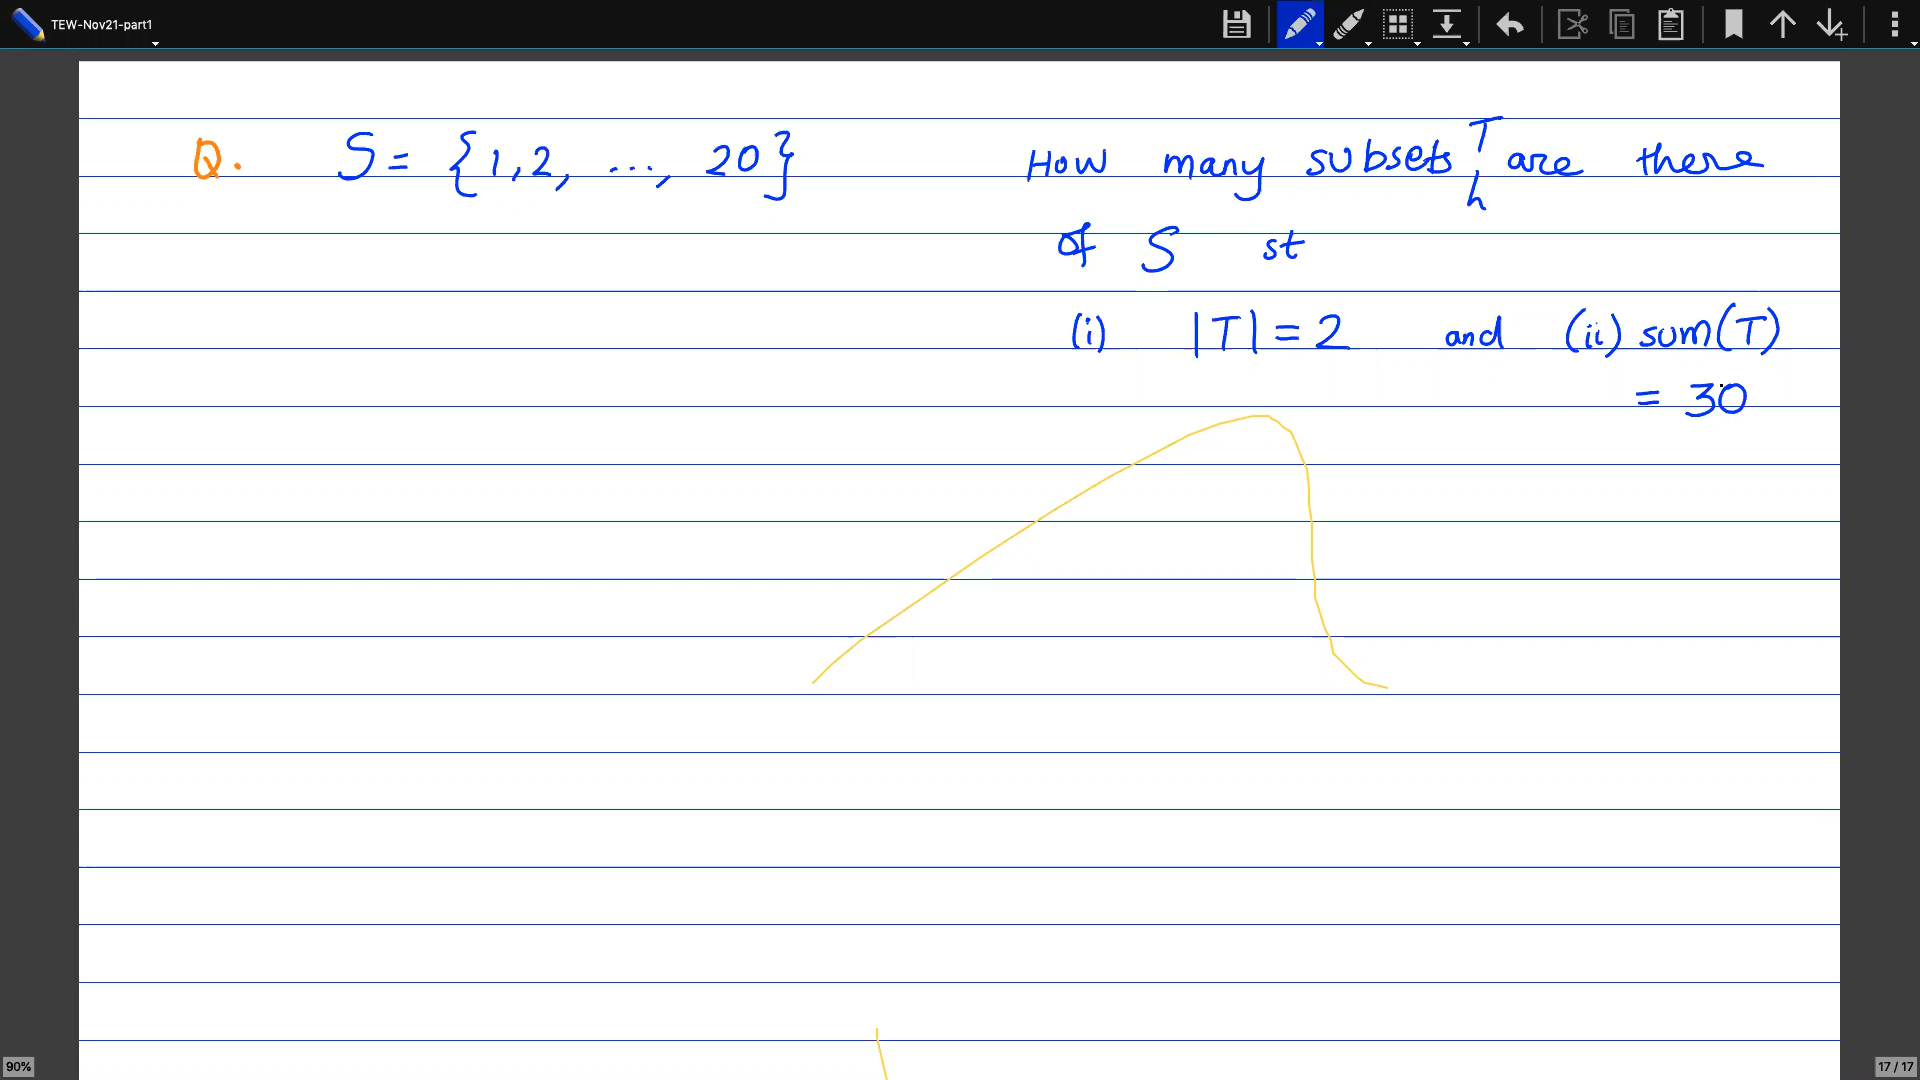 TEW-Nov21-part1
Q. S = {1,2, ..., 20} How many subsets T are there
of S st
(i) |T| = 2 and (ii) sum(T)
= 30
90%
17 / 17